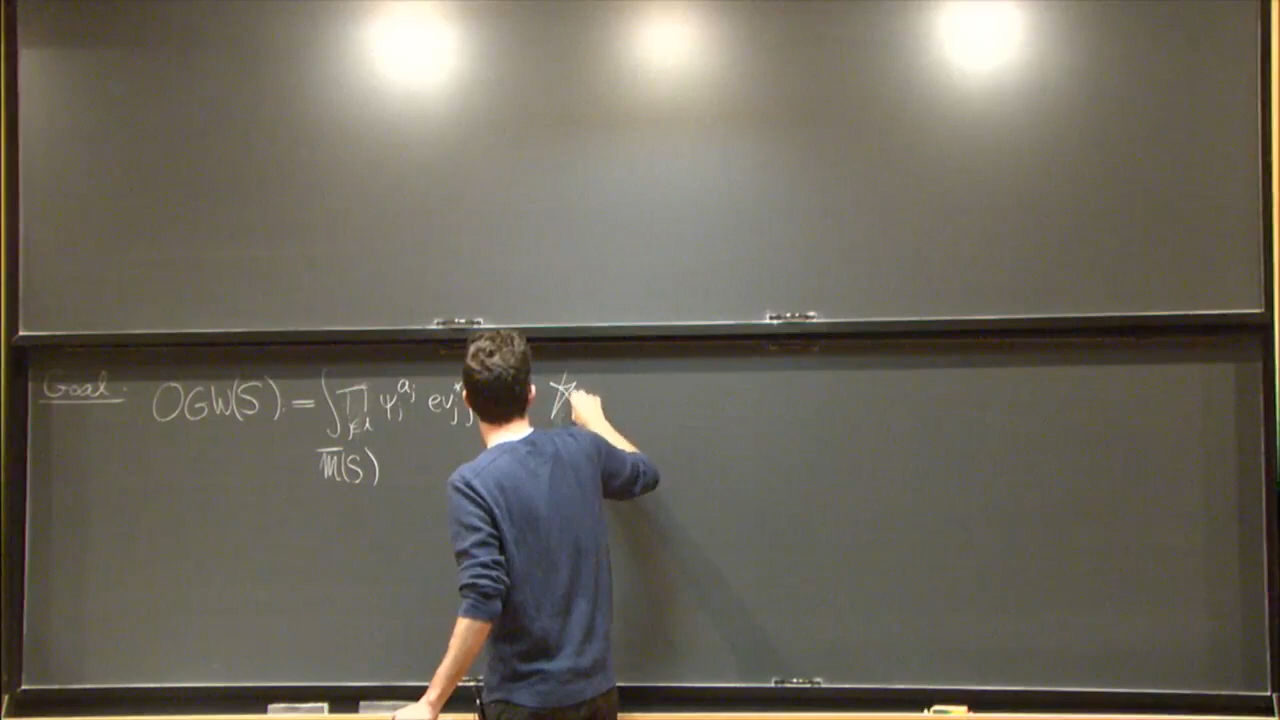 Goal. OGW(S) = ∫∏ ψ_i^{a_i} ev_j^*
M̄(S)